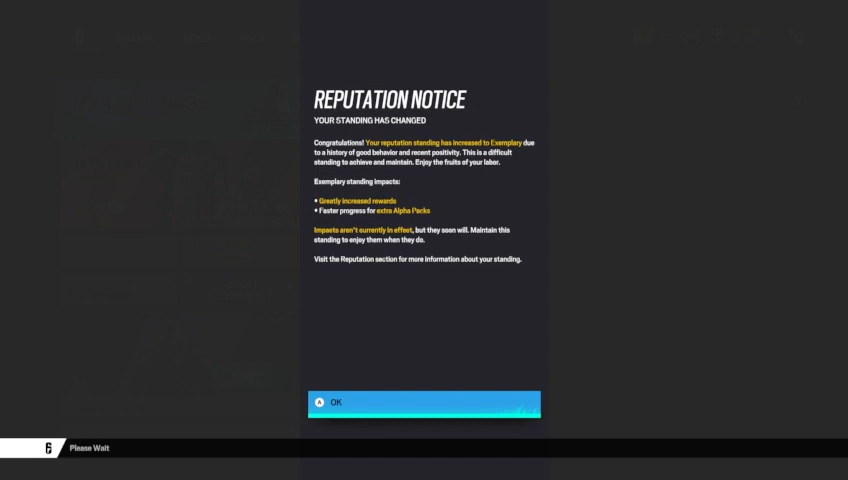 REPUTATION NOTICE
YOUR STANDING HAS CHANGED
Congratulations! Your reputation standing has increased to Exemplary due
to a history of good behavior and recent positivity. This is a difficult
standing to achieve and maintain. Enjoy the fruits of your labor.
Exemplary standing impacts:
• Greatly increased rewards
• Faster progress for extra Alpha Packs
Impacts aren't currently in effect, but they soon will. Maintain this
standing to enjoy them when they do.
Visit the Reputation section for more information about your standing.
A OK
6 Please Wait